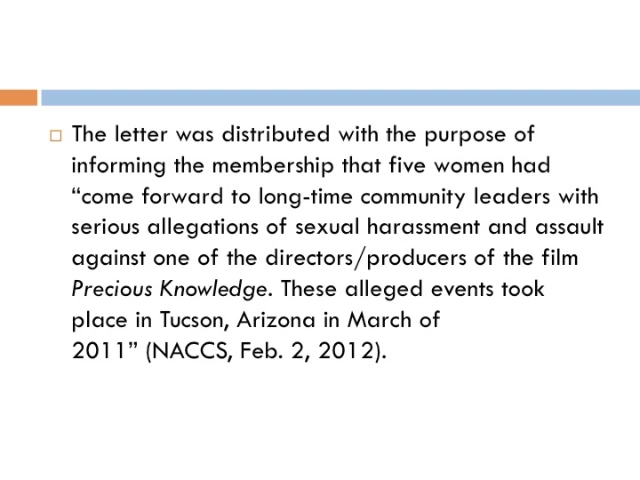 The letter was distributed with the purpose of
informing the membership that five women had
“come forward to long-time community leaders with
serious allegations of sexual harassment and assault
against one of the directors/producers of the film
Precious Knowledge. These alleged events took
place in Tucson, Arizona in March of
2011” (NACCS, Feb. 2, 2012).